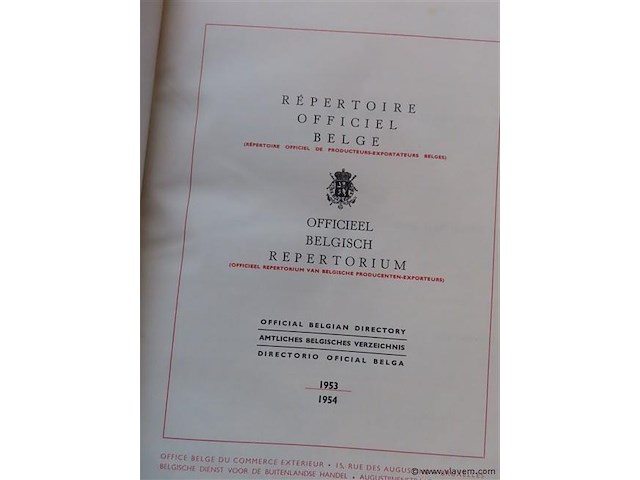 RÉPERTOIRE
OFFICIEL
BELGE
(RÉPERTOIRE OFFICIEL DE PRODUCTEURS-EXPORTATEURS BELGES)
OFFICIEEL
BELGISCH
REPERTORIUM
(OFFICIEEL REPERTORIUM VAN BELGISCHE PRODUCENTEN-EXPORTEURS)
OFFICIAL BELGIAN DIRECTORY
AMTLICHES BELGISCHES VERZEICHNIS
DIRECTORIO OFICIAL BELGA
1953
1954
OFFICE BELGE DU COMMERCE EXTERIEUR • 15, RUE DES
BELGISCHE DIENST VOOR DE BUITENLANDSE HANDEL •
© www.vlavem.com